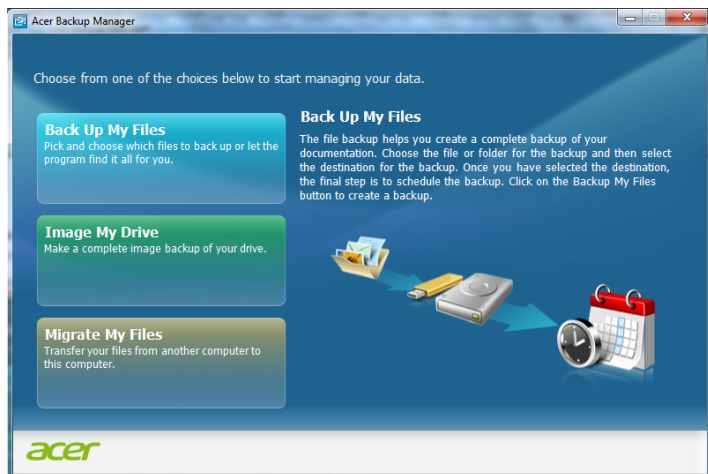 Acer Backup Manager
Choose from one of the choices below to start managing your data.
Back Up My Files
Pick and choose which files to back up or let the
program find it all for you.
Image My Drive
Make a complete image backup of your drive.
Migrate My Files
Transfer your files from another computer to
this computer.
Back Up My Files
The file backup helps you create a complete backup of your
documentation. Choose the file or folder for the backup and then select
the destination for the backup. Once you have selected the destination,
the final step is to schedule the backup. Click on the Backup My Files
button to create a backup.
acer